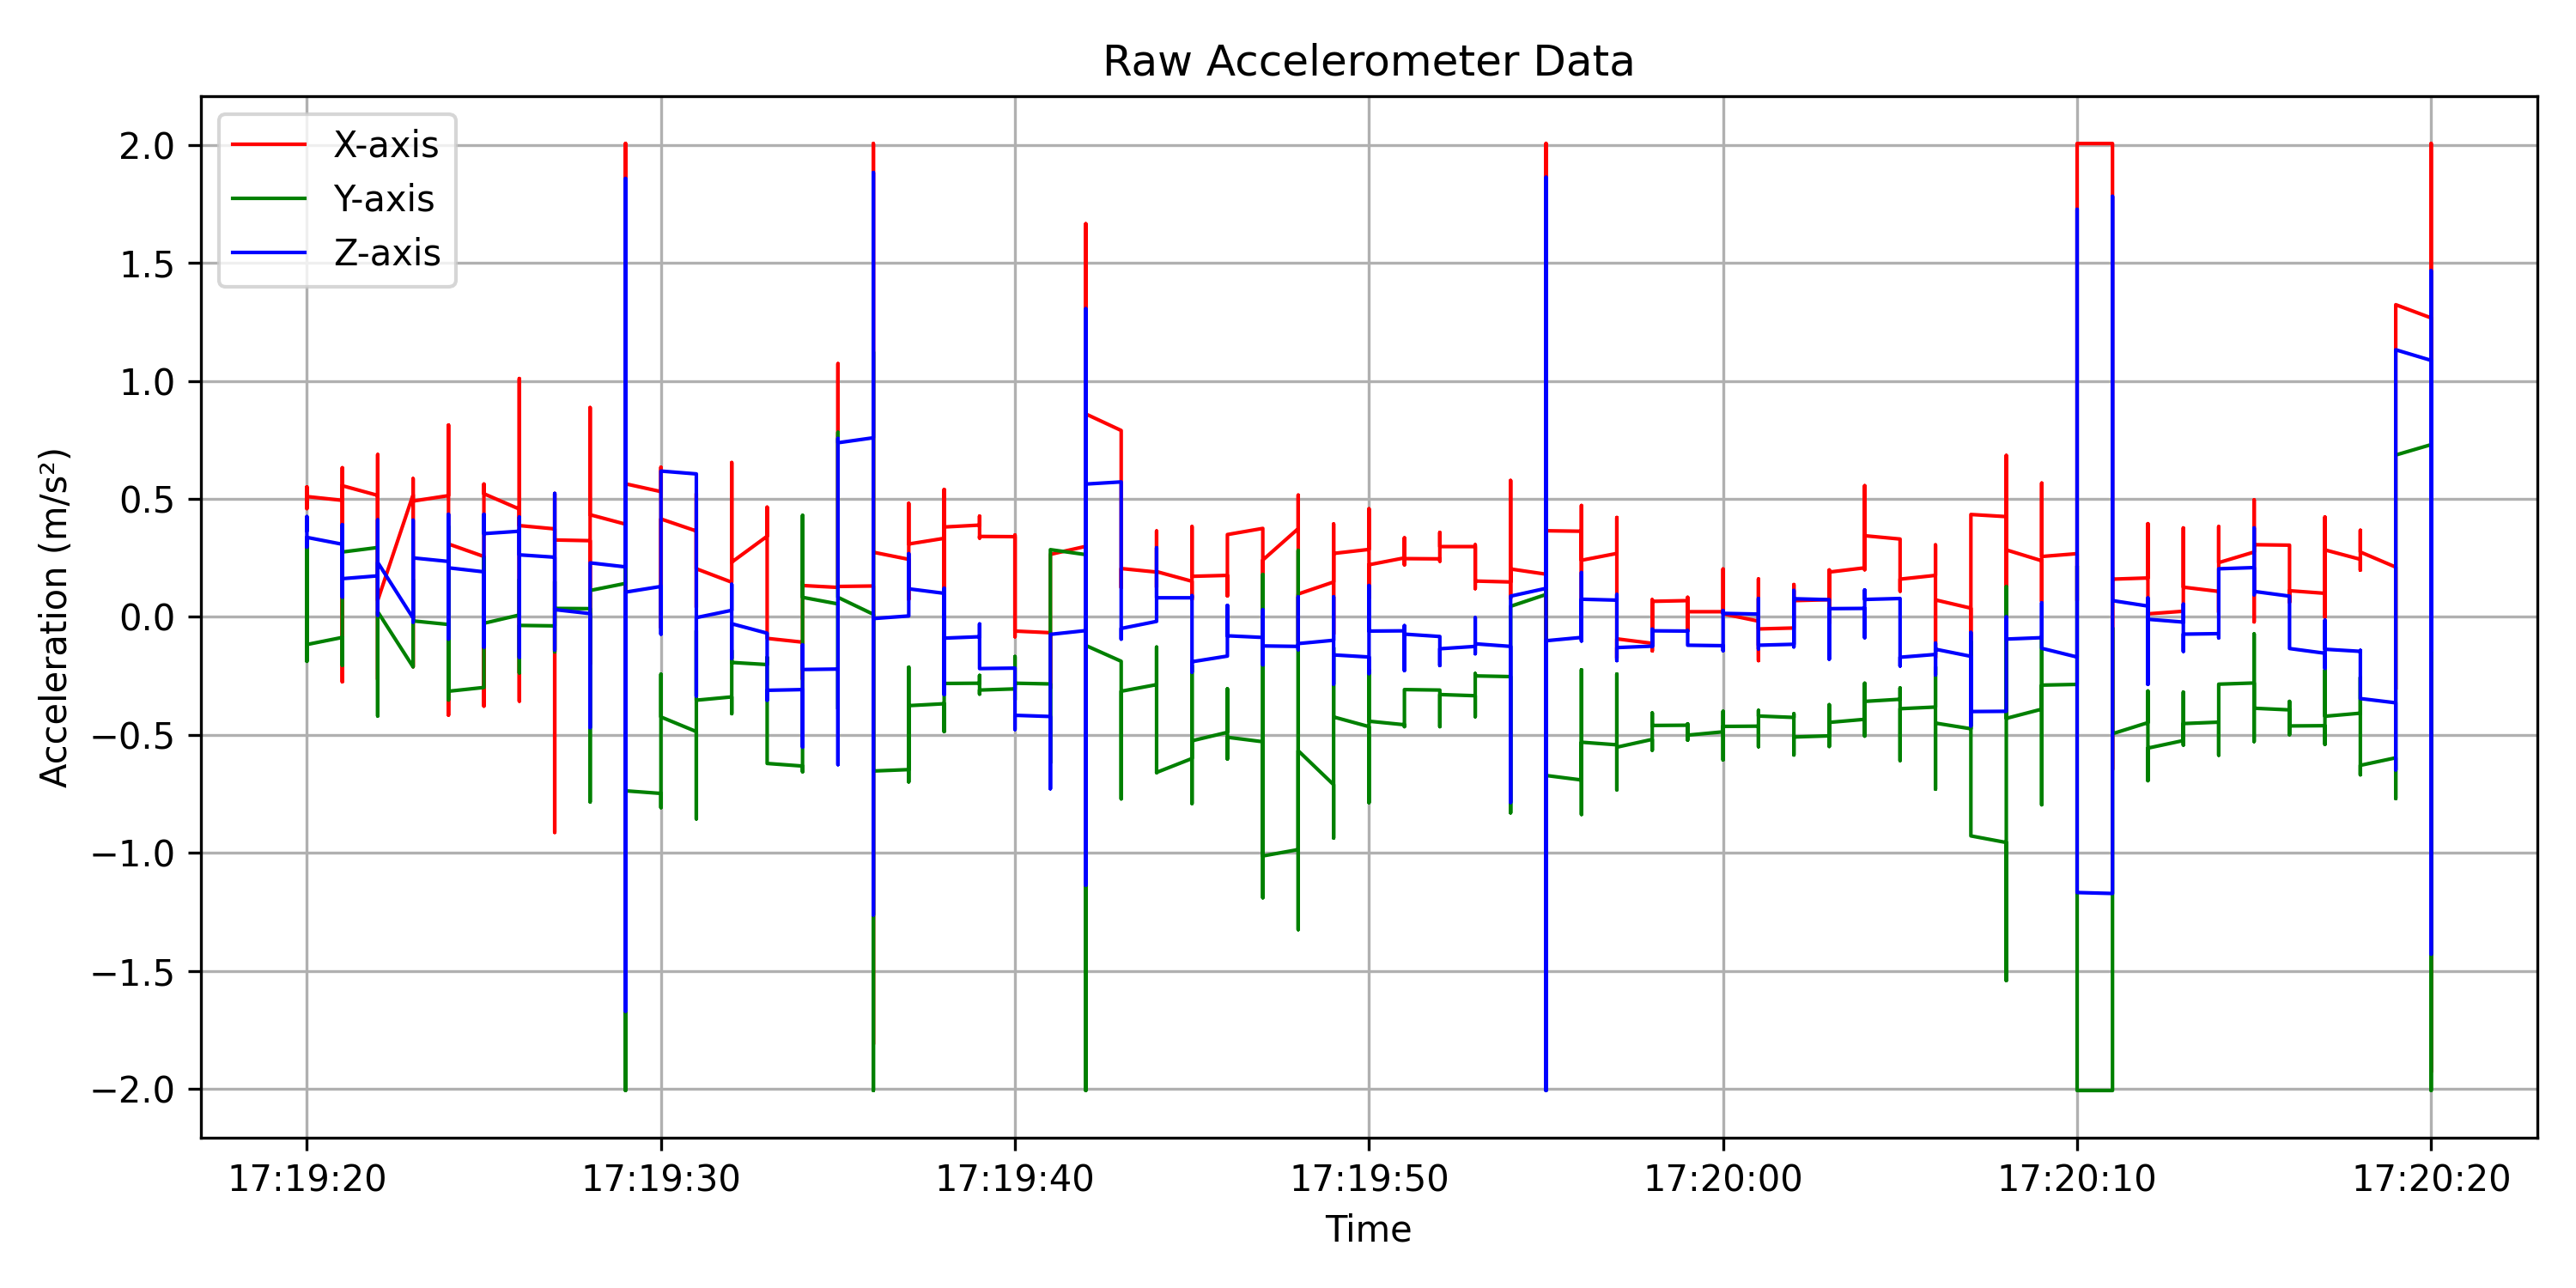 Raw Accelerometer Data
X-axis
Y-axis
Z-axis
Acceleration (m/s²)
2.0
1.5
1.0
0.5
0.0
−0.5
−1.0
−1.5
−2.0
17:19:20 17:19:30 17:19:40 17:19:50 17:20:00 17:20:10 17:20:20
Time